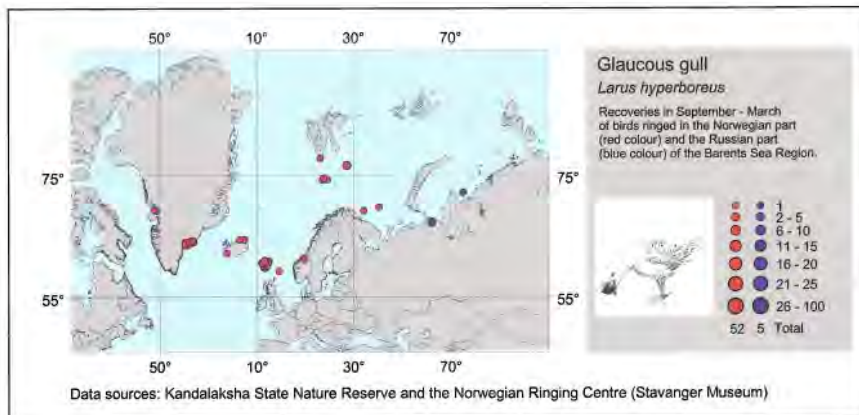 50° 10° 30° 70°
75° 75°
55° 55°
50° 10° 30° 70°
Glaucous gull
Larus hyperboreus
Recoveries in September - March
of birds ringed in the Norwegian part
(red colour) and the Russian part
(blue colour) of the Barents Sea Region.
1
2 - 5
6 - 10
11 - 15
16 - 20
21 - 25
26 - 100
52 5 Total
Data sources: Kandalaksha State Nature Reserve and the Norwegian Ringing Centre (Stavanger Museum)